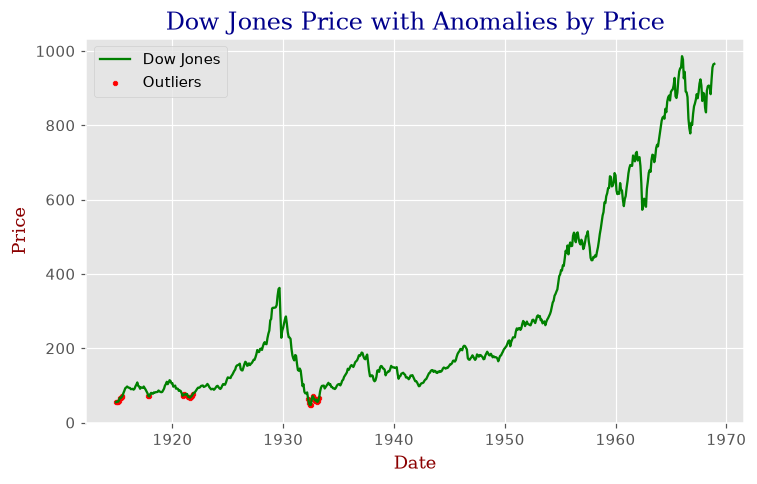 Dow Jones Price with Anomalies by Price
Dow Jones
Outliers
1000
800
600
400
200
0
Price
1920 1930 1940 1950 1960 1970
Date